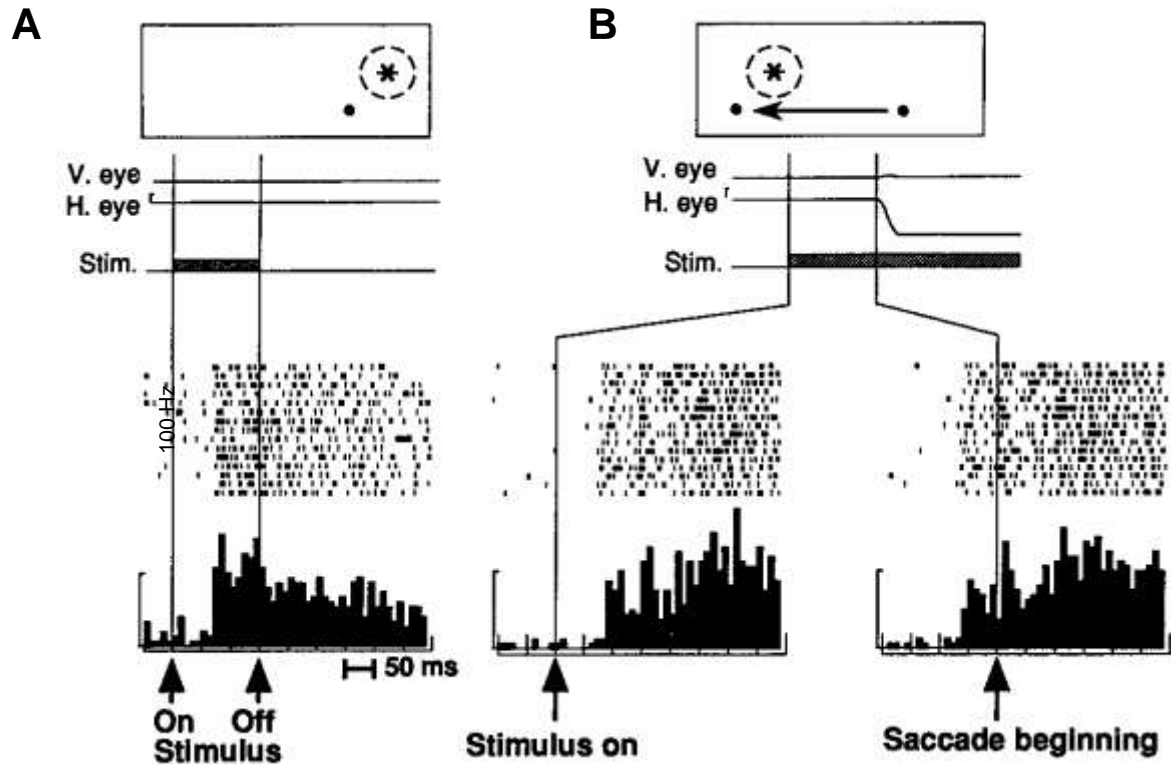 A
B
V. eye
H. eye r
Stim.
V. eye
H. eye r
Stim.
100 Hz
50 ms
On Off
Stimulus
Stimulus on
Saccade beginning